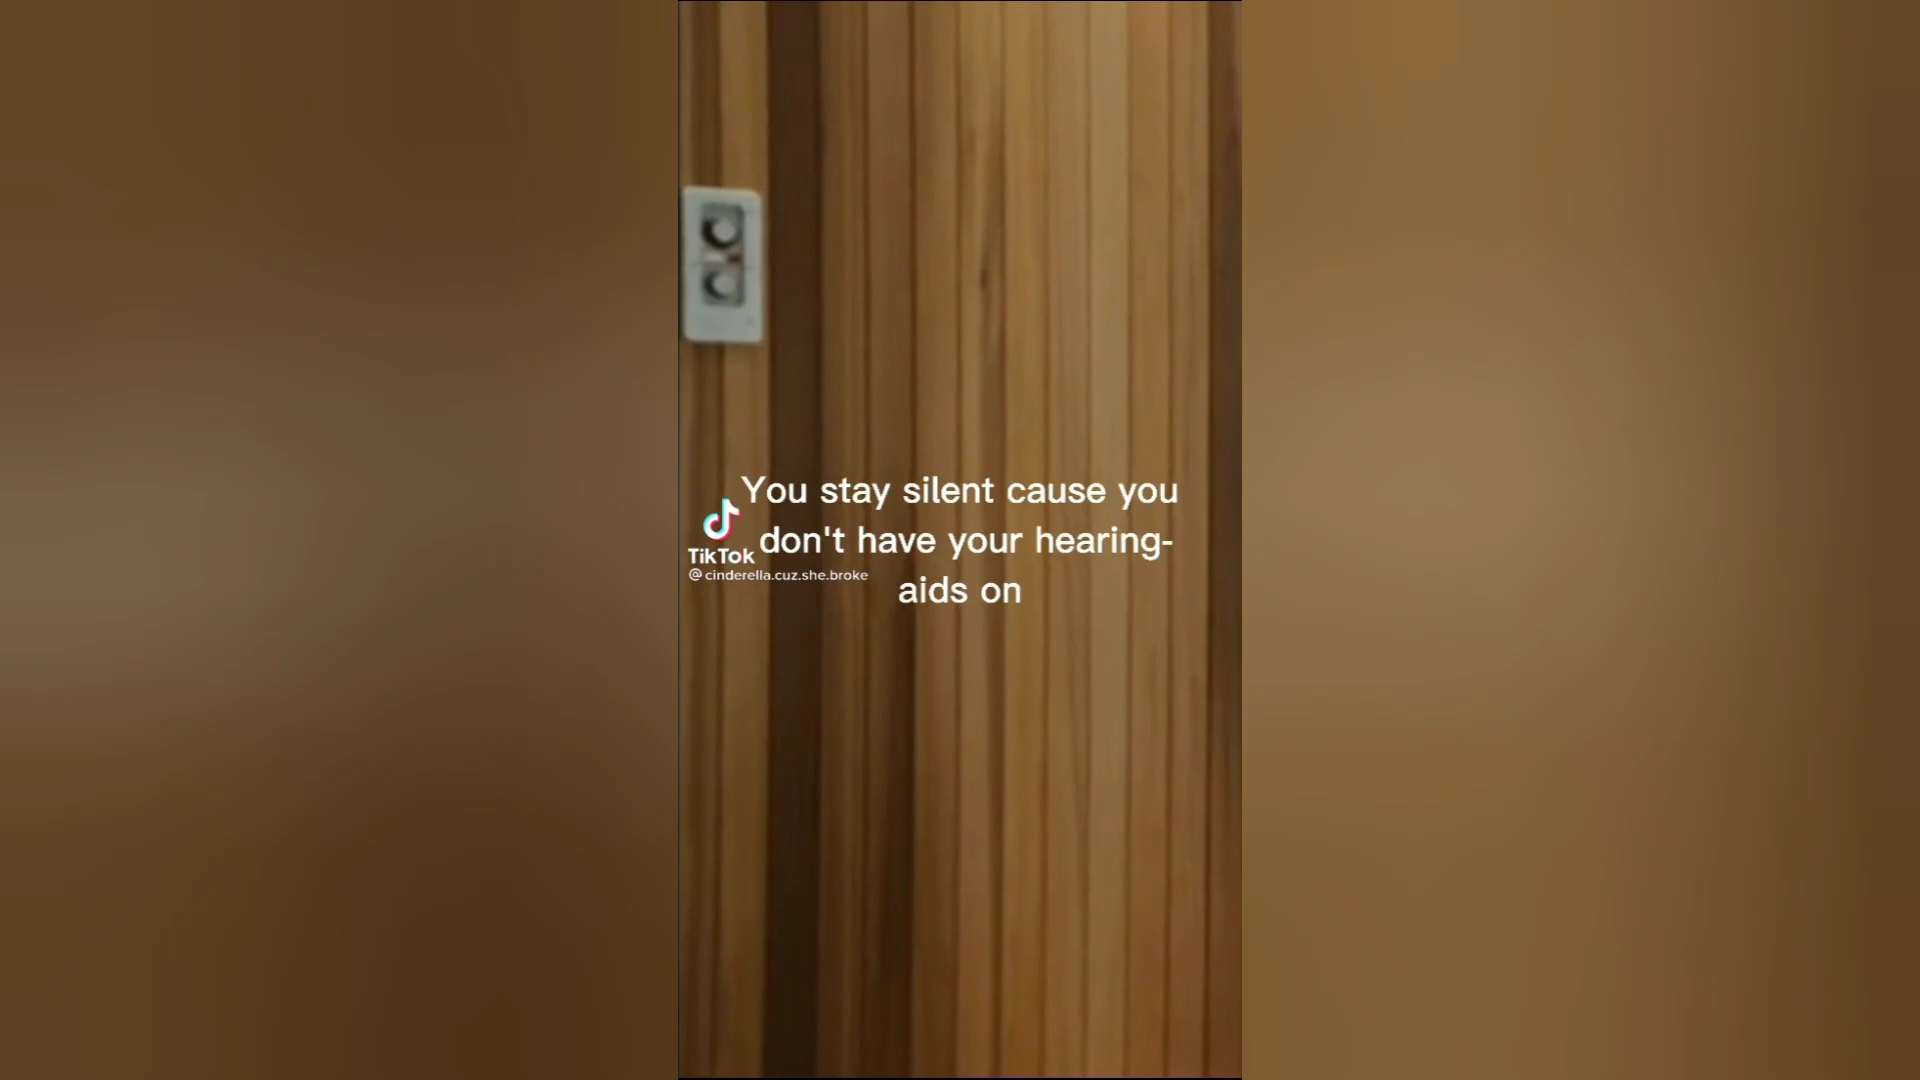 You stay silent cause you
don't have your hearing-
aids on
TikTok
@cinderella.cuz.she.broke